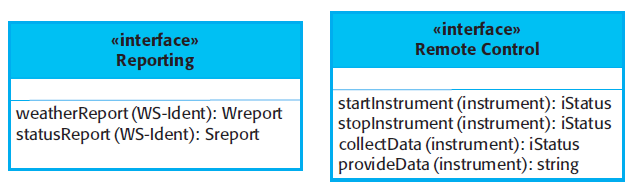 «interface»
Reporting
weatherReport (WS-Ident): Wreport
statusReport (WS-Ident): Sreport
«interface»
Remote Control
startInstrument (instrument): iStatus
stopInstrument (instrument): iStatus
collectData (instrument): iStatus
provideData (instrument): string